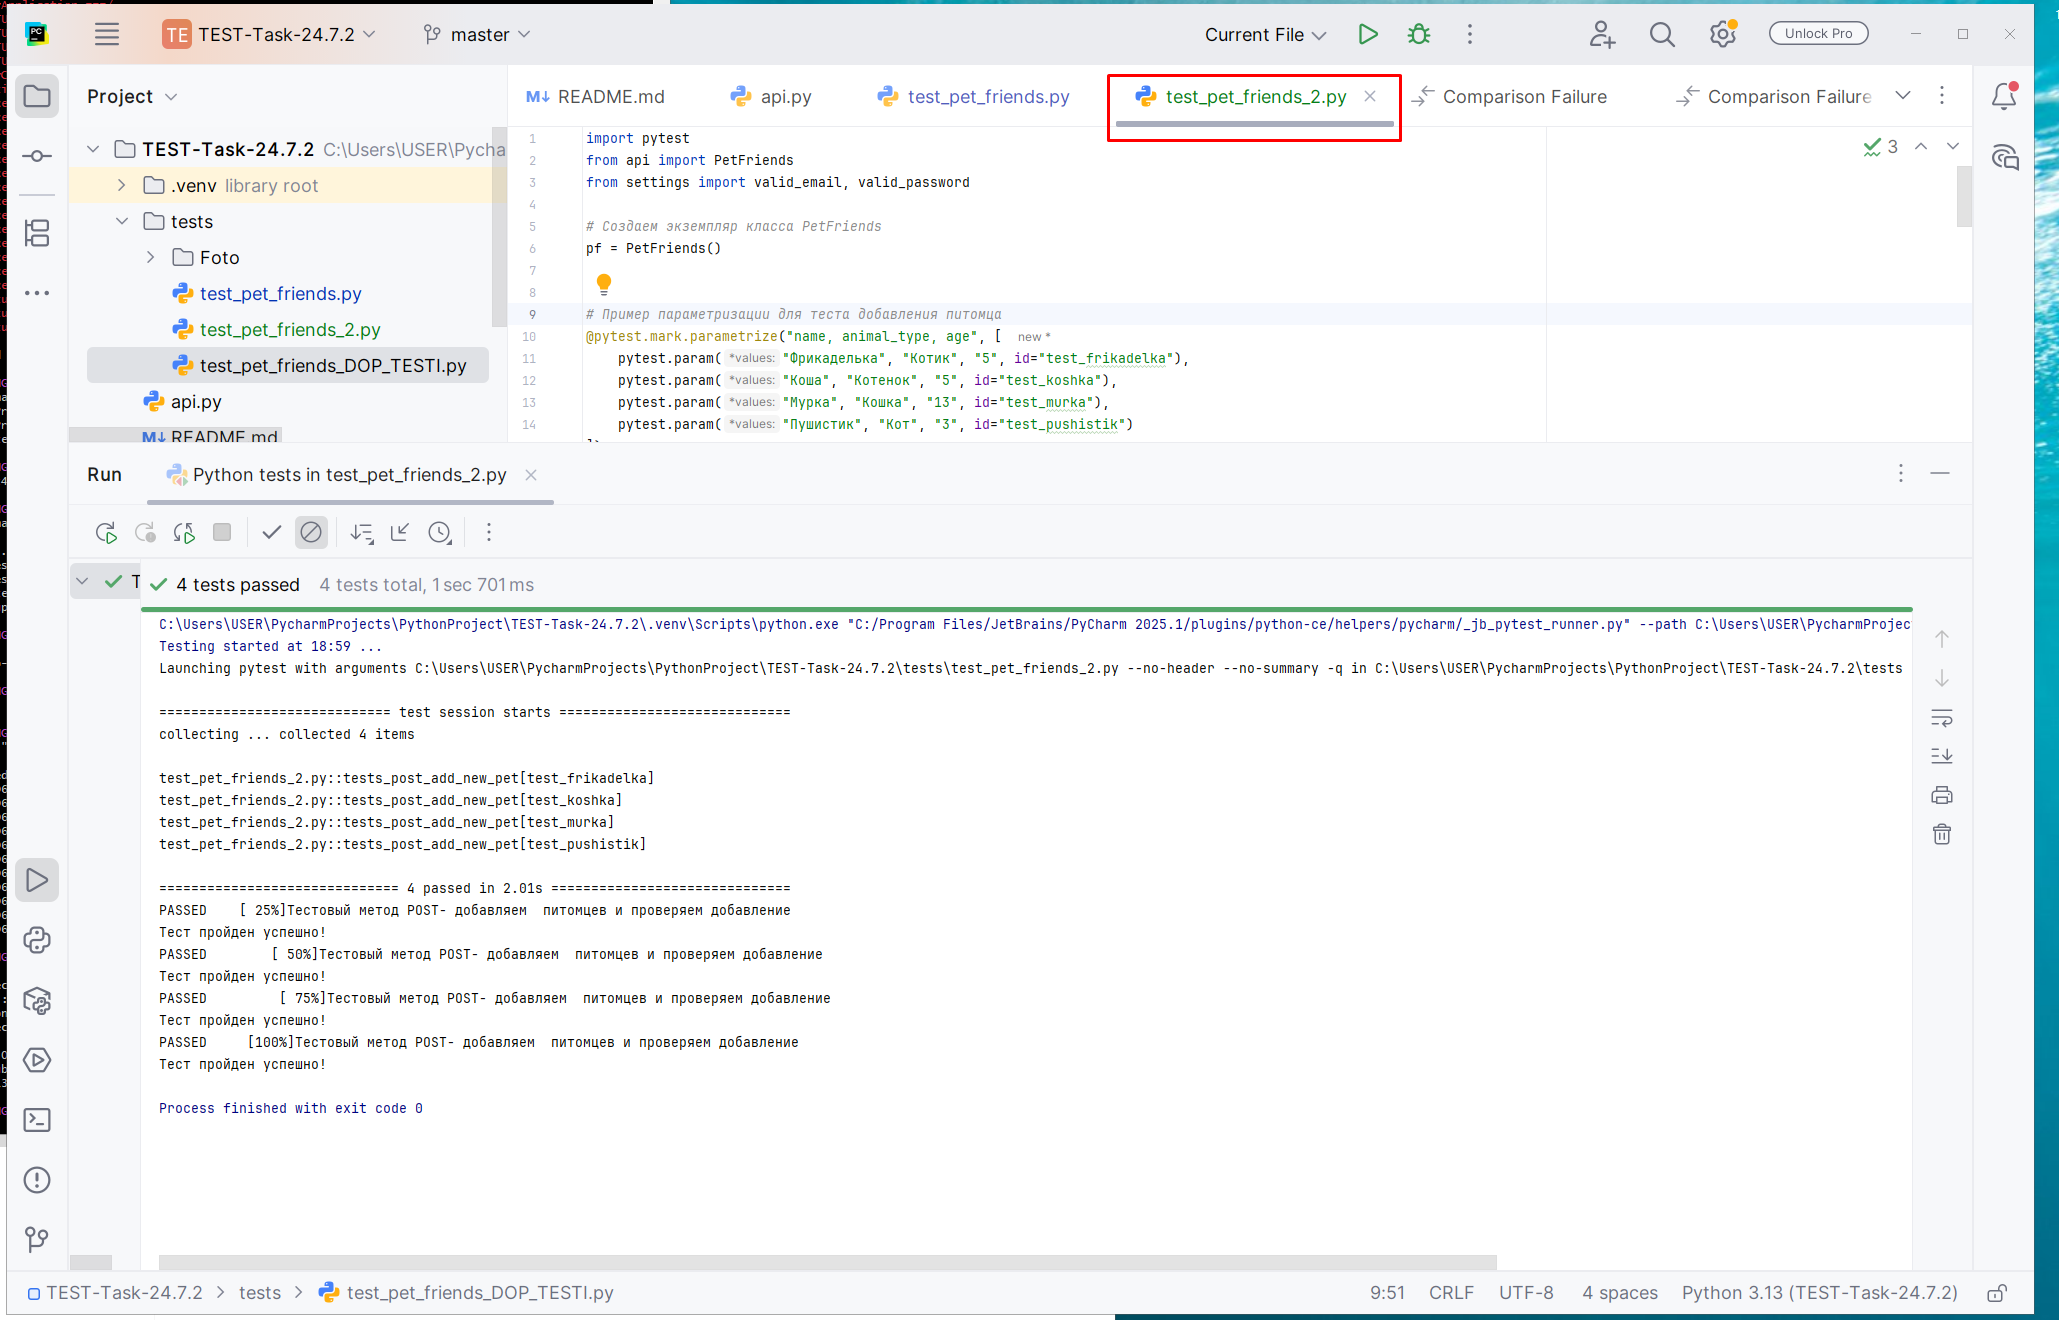 TE TEST-Task-24.7.2 master Current File Unlock Pro
Project
README.md api.py test_pet_friends.py test_pet_friends_2.py Comparison Failure Comparison Failure
TEST-Task-24.7.2 C:\Users\USER\Pycha
.venv library root
tests
Foto
test_pet_friends.py
test_pet_friends_2.py
test_pet_friends_DOP_TESTI.py
api.py
README.md
1 import pytest
2 from api import PetFriends
3 from settings import valid_email, valid_password
4
5 # Создаем экземпляр класса PetFriends
6 pf = PetFriends()
7
8
9 # Пример параметризации для теста добавления питомца
10 @pytest.mark.parametrize("name, animal_type, age", [ new *
11 pytest.param( *values: "Фрикаделька", "Котик", "5", id="test_frikadelka"),
12 pytest.param( *values: "Коша", "Котенок", "5", id="test_koshka"),
13 pytest.param( *values: "Мурка", "Кошка", "13", id="test_murka"),
14 pytest.param( *values: "Пушистик", "Кот", "3", id="test_pushistik")
3
Run Python tests in test_pet_friends_2.py
T
4 tests passed 4 tests total, 1 sec 701 ms
C:\Users\USER\PycharmProjects\PythonProject\TEST-Task-24.7.2\.venv\Scripts\python.exe "C:/Program Files/JetBrains/PyCharm 2025.1/plugins/python-ce/helpers/pycharm/_jb_pytest_runner.py" --path C:\Users\USER\PycharmProjec
Testing started at 18:59 ...
Launching pytest with arguments C:\Users\USER\PycharmProjects\PythonProject\TEST-Task-24.7.2\tests\test_pet_friends_2.py --no-header --no-summary -q in C:\Users\USER\PycharmProjects\PythonProject\TEST-Task-24.7.2\tests
============================= test session starts =============================
collecting ... collected 4 items
test_pet_friends_2.py::tests_post_add_new_pet[test_frikadelka]
test_pet_friends_2.py::tests_post_add_new_pet[test_koshka]
test_pet_friends_2.py::tests_post_add_new_pet[test_murka]
test_pet_friends_2.py::tests_post_add_new_pet[test_pushistik]
============================== 4 passed in 2.01s ==============================
PASSED [ 25%]Тестовый метод POST- добавляем питомцев и проверяем добавление
Тест пройден успешно!
PASSED [ 50%]Тестовый метод POST- добавляем питомцев и проверяем добавление
Тест пройден успешно!
PASSED [ 75%]Тестовый метод POST- добавляем питомцев и проверяем добавление
Тест пройден успешно!
PASSED [100%]Тестовый метод POST- добавляем питомцев и проверяем добавление
Тест пройден успешно!
Process finished with exit code 0
TEST-Task-24.7.2 tests test_pet_friends_DOP_TESTI.py 9:51 CRLF UTF-8 4 spaces Python 3.13 (TEST-Task-24.7.2)